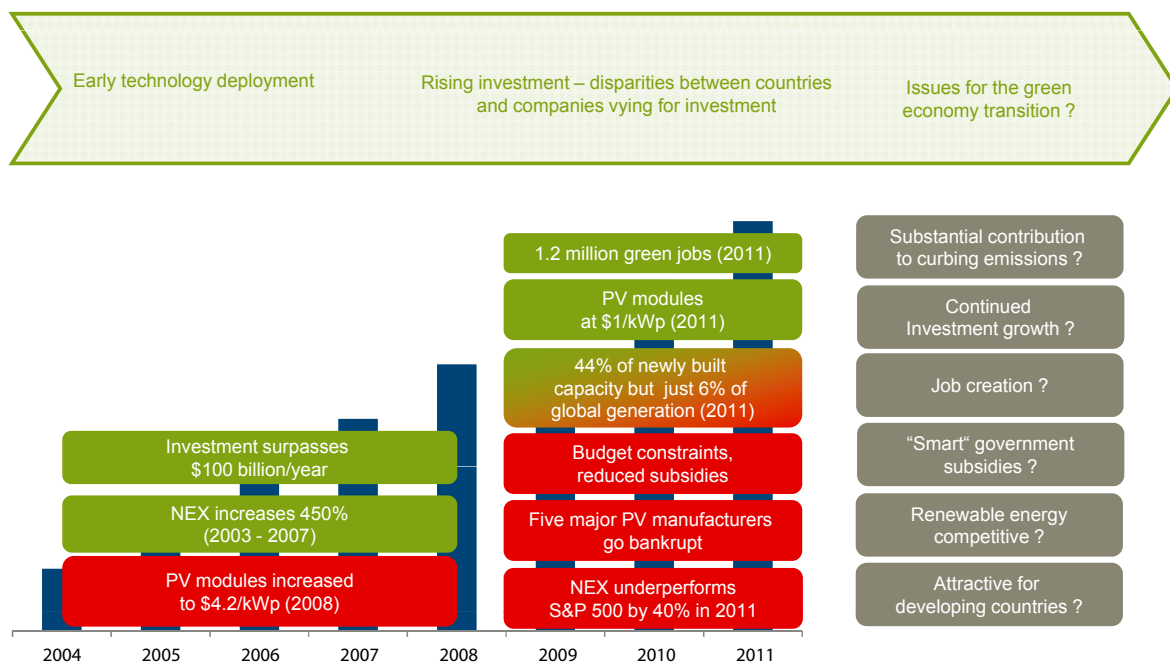 Early technology deployment
Rising investment – disparities between countries
and companies vying for investment
Issues for the green
economy transition ?
1.2 million green jobs (2011)
PV modules
at $1/kWp (2011)
44% of newly built
capacity but just 6% of
global generation (2011)
Budget constraints,
reduced subsidies
Five major PV manufacturers
go bankrupt
NEX underperforms
S&P 500 by 40% in 2011
Investment surpasses
$100 billion/year
NEX increases 450%
(2003 - 2007)
PV modules increased
to $4.2/kWp (2008)
Substantial contribution
to curbing emissions ?
Continued
Investment growth ?
Job creation ?
“Smart“ government
subsidies ?
Renewable energy
competitive ?
Attractive for
developing countries ?
2004 2005 2006 2007 2008 2009 2010 2011